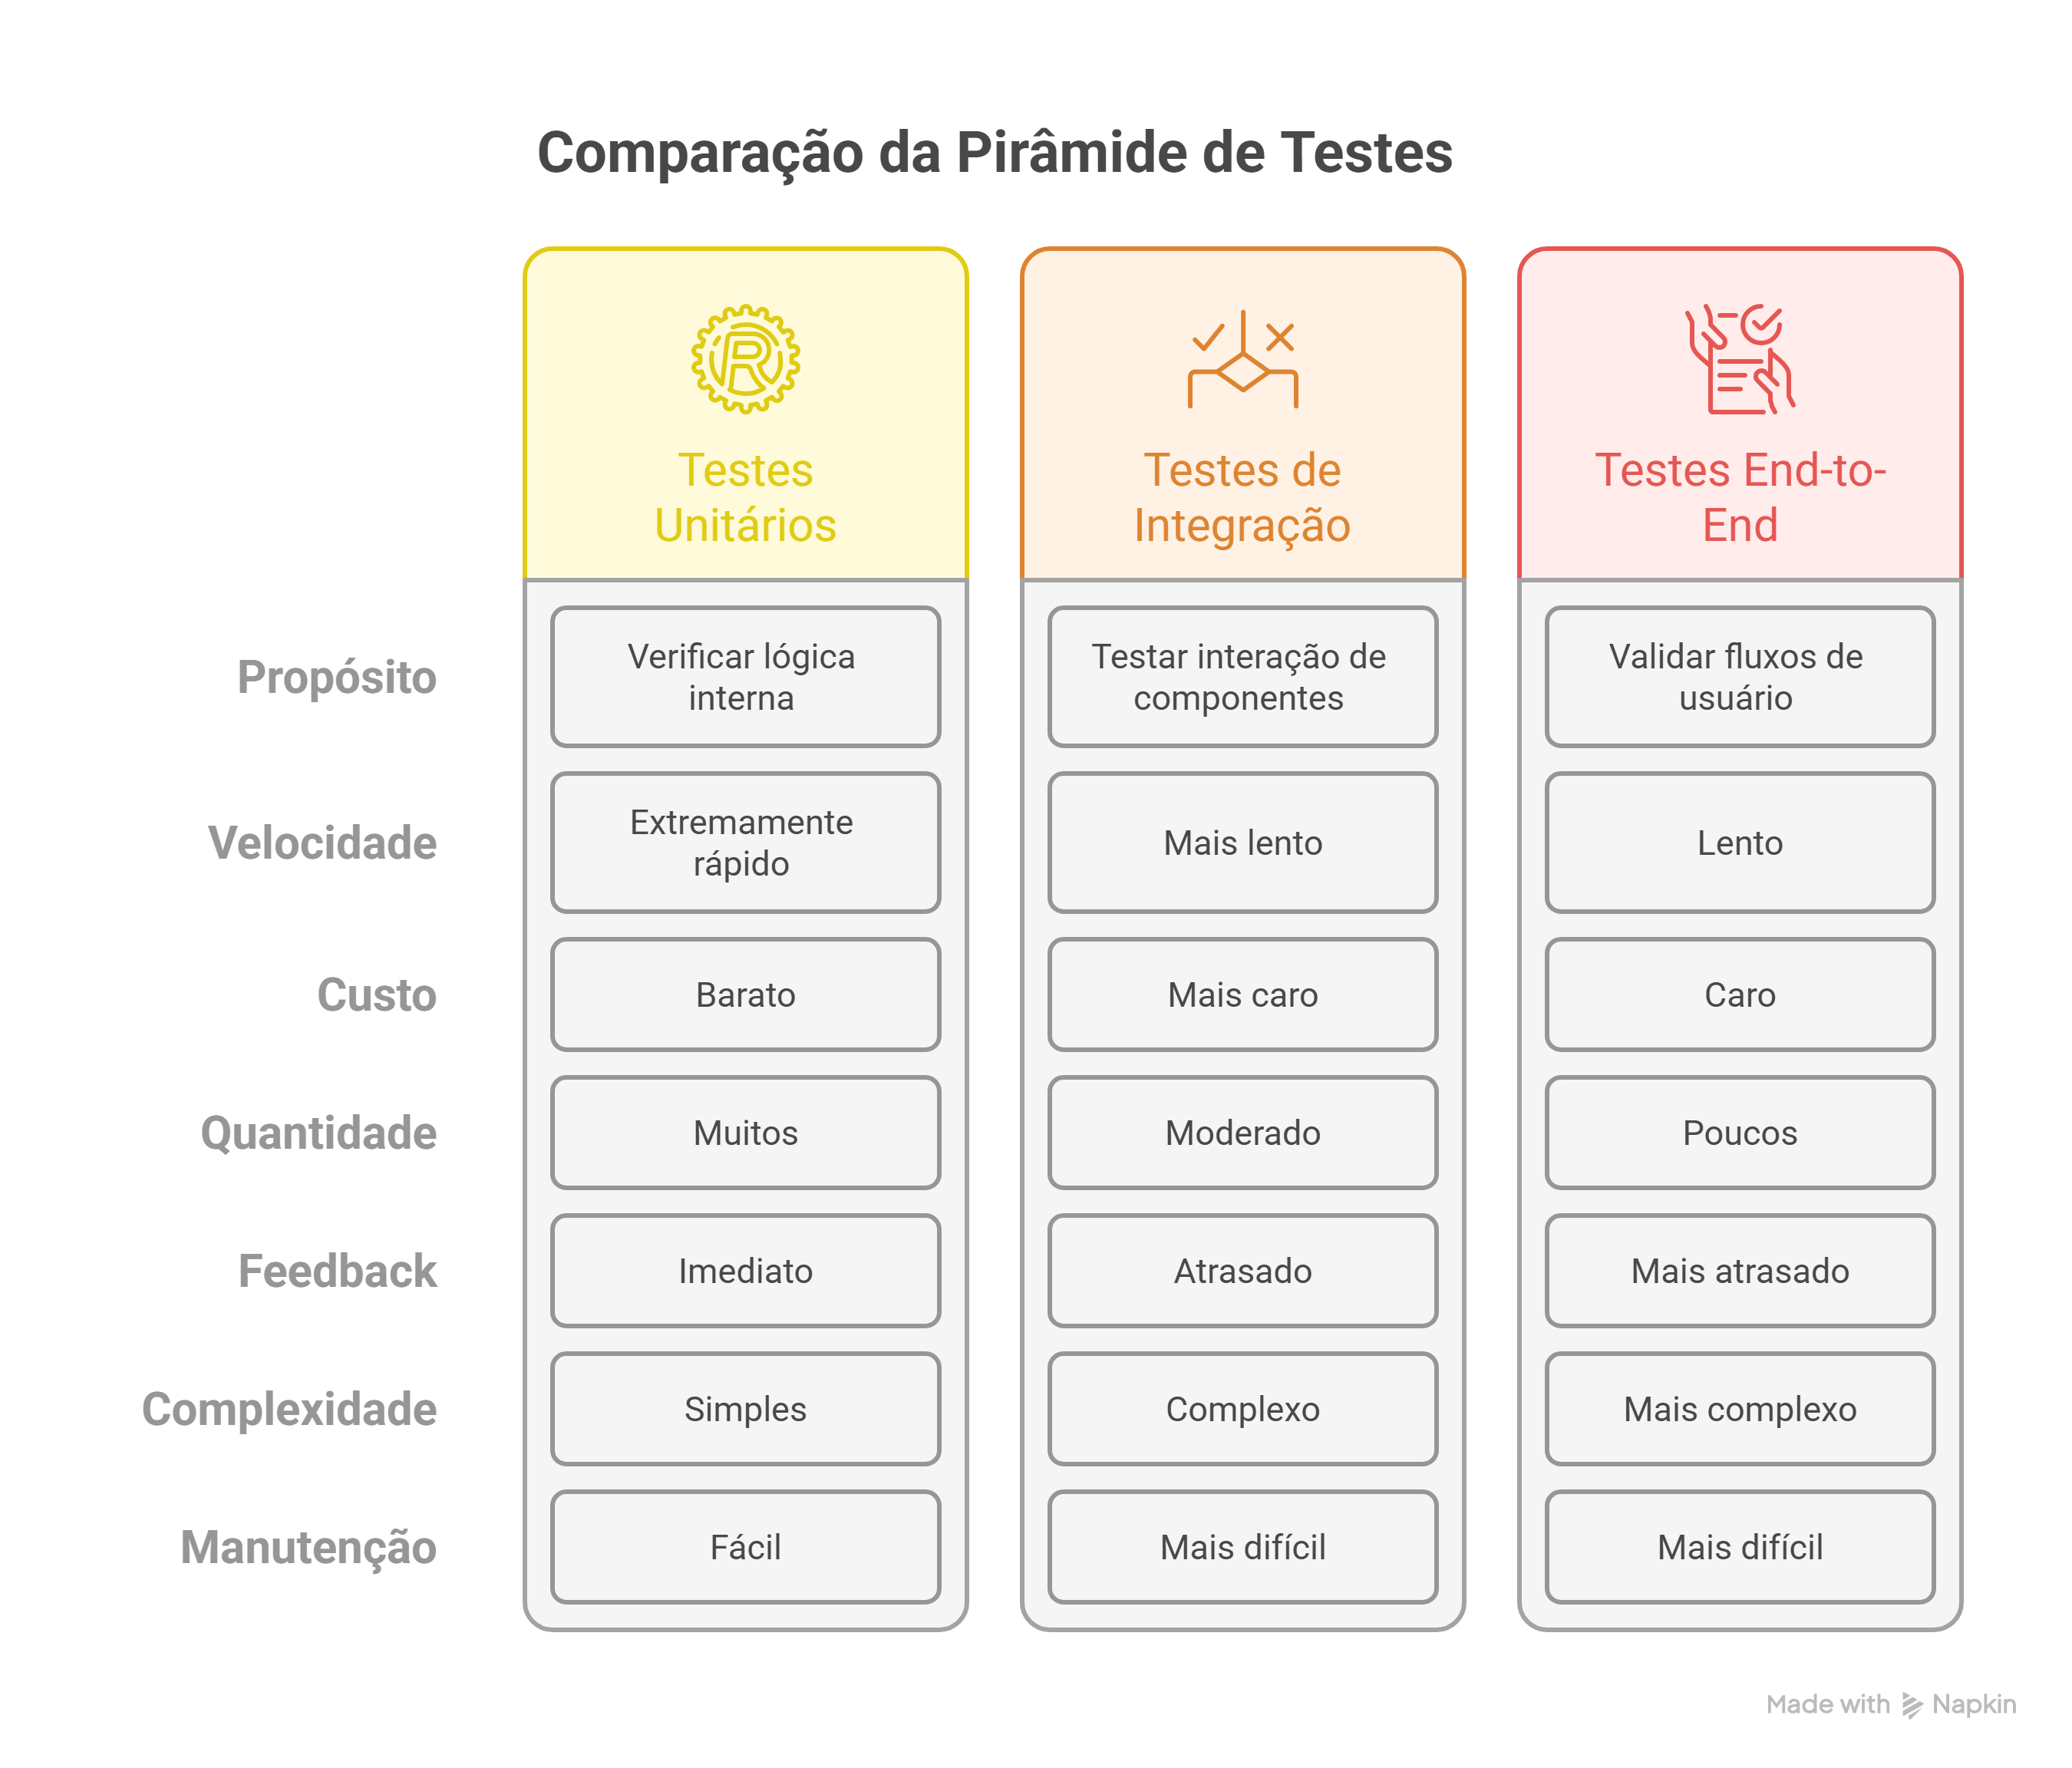 Comparação da Pirâmide de Testes
Testes
Unitários
Testes de
Integração
Testes End-to-
End
Propósito
Verificar lógica
interna
Testar interação de
componentes
Validar fluxos de
usuário
Velocidade
Extremamente
rápido
Mais lento
Lento
Custo
Barato
Mais caro
Caro
Quantidade
Muitos
Moderado
Poucos
Feedback
Imediato
Atrasado
Mais atrasado
Complexidade
Simples
Complexo
Mais complexo
Manutenção
Fácil
Mais difícil
Mais difícil
Made with Napkin